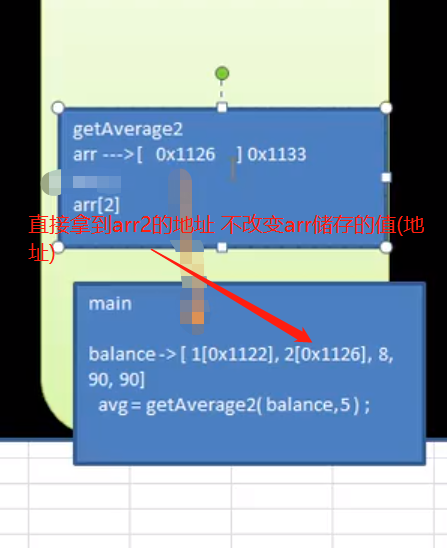 getAverage2
arr --->[ 0x1126 ] 0x1133
arr[2]
直接拿到arr2的地址 不改变arr储存的值(地
址)
main
balance -> [ 1[0x1122], 2[0x1126], 8,
90, 90]
avg = getAverage2( balance,5 ) ;